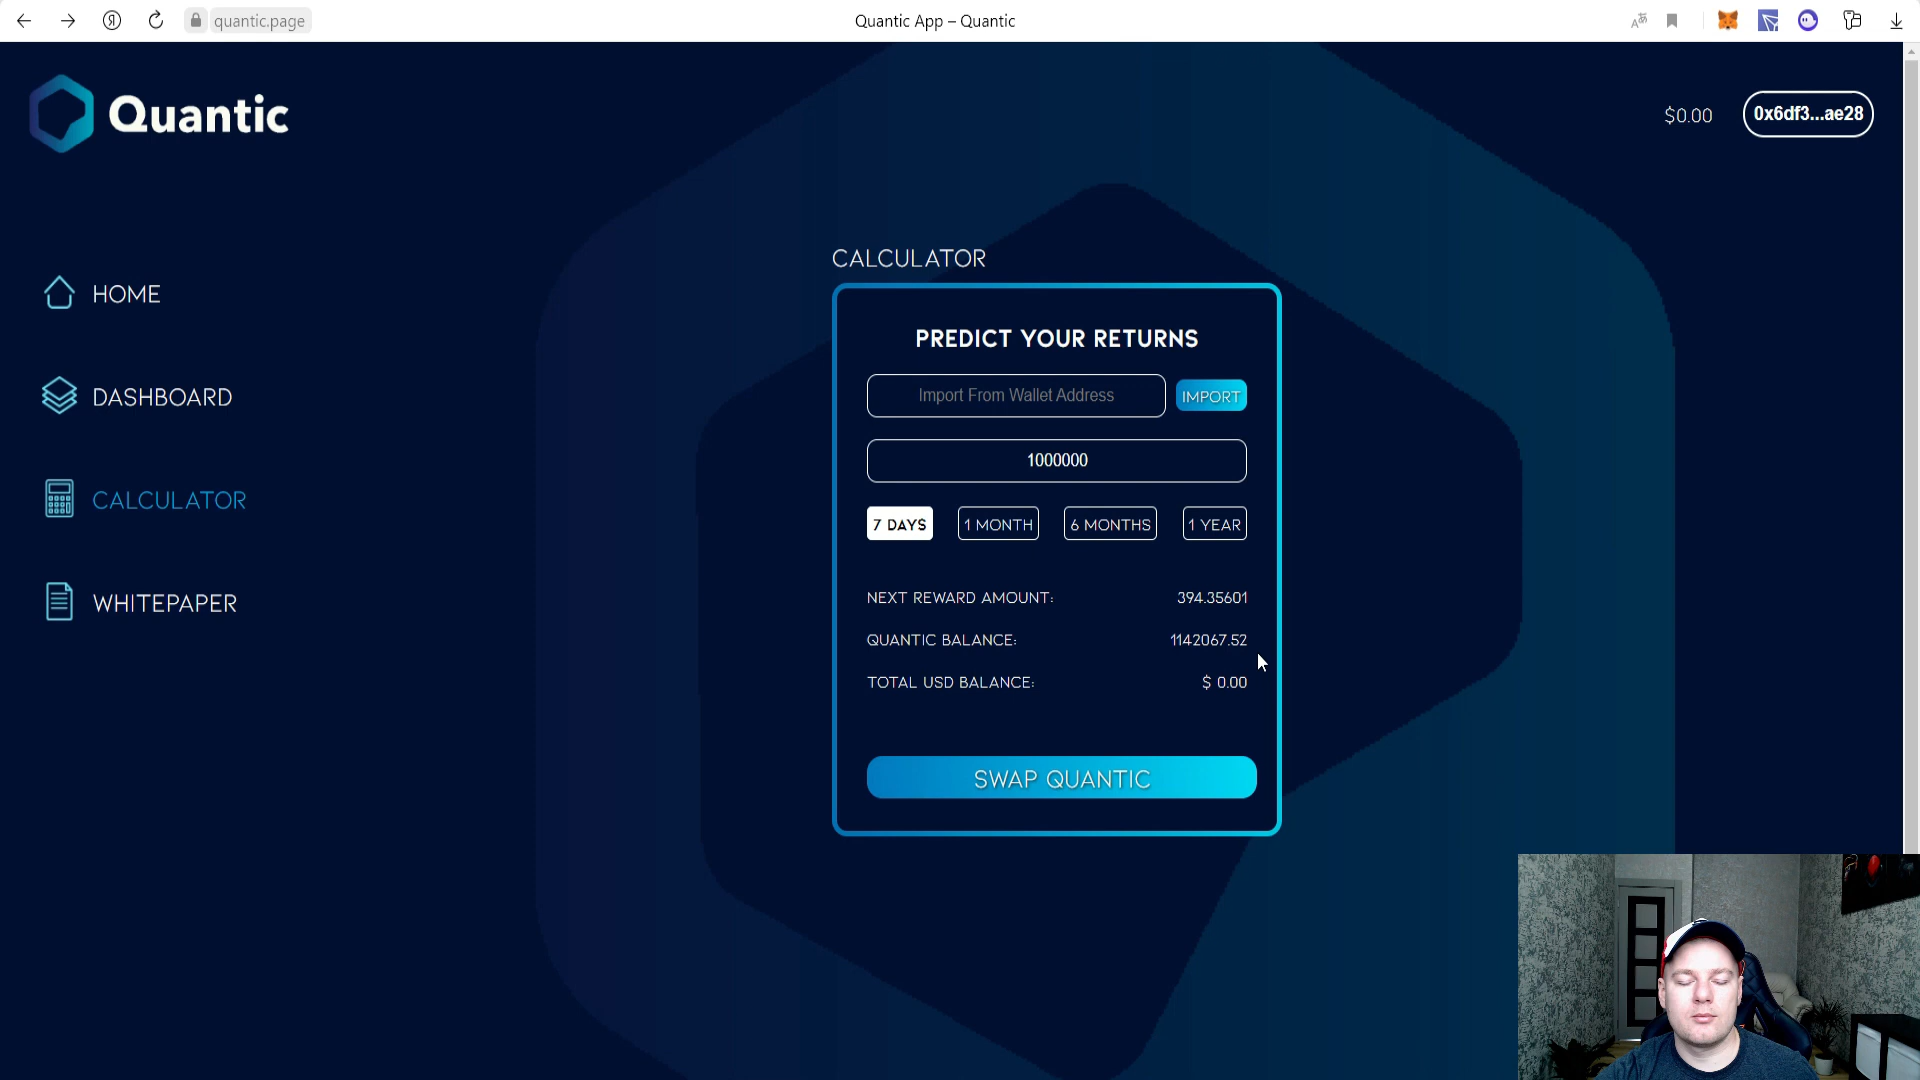 quantic.page
Quantic App – Quantic
Quantic
$0.00
0x6df3...ae28
HOME
DASHBOARD
CALCULATOR
WHITEPAPER
CALCULATOR
PREDICT YOUR RETURNS
Import From Wallet Address
IMPORT
1000000
7 DAYS
1 MONTH
6 MONTHS
1 YEAR
NEXT REWARD AMOUNT: 394.35601
QUANTIC BALANCE: 1142067.52
TOTAL USD BALANCE: $ 0.00
SWAP QUANTIC